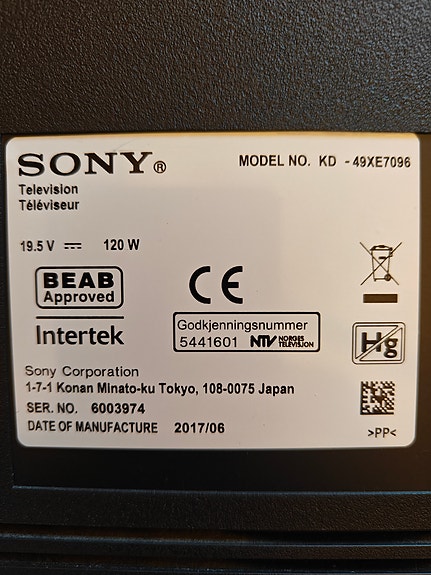 SONY®
MODEL NO. KD - 49XE7096
Television
Téléviseur
19.5 V 120 W
BEAB
Approved
CE
Intertek
Godkjenningsnummer
5441601 NTV NORGES TELEVISJON
Hg
Sony Corporation
1-7-1 Konan Minato-ku Tokyo, 108-0075 Japan
SER. NO. 6003974
DATE OF MANUFACTURE 2017/06
>PP<